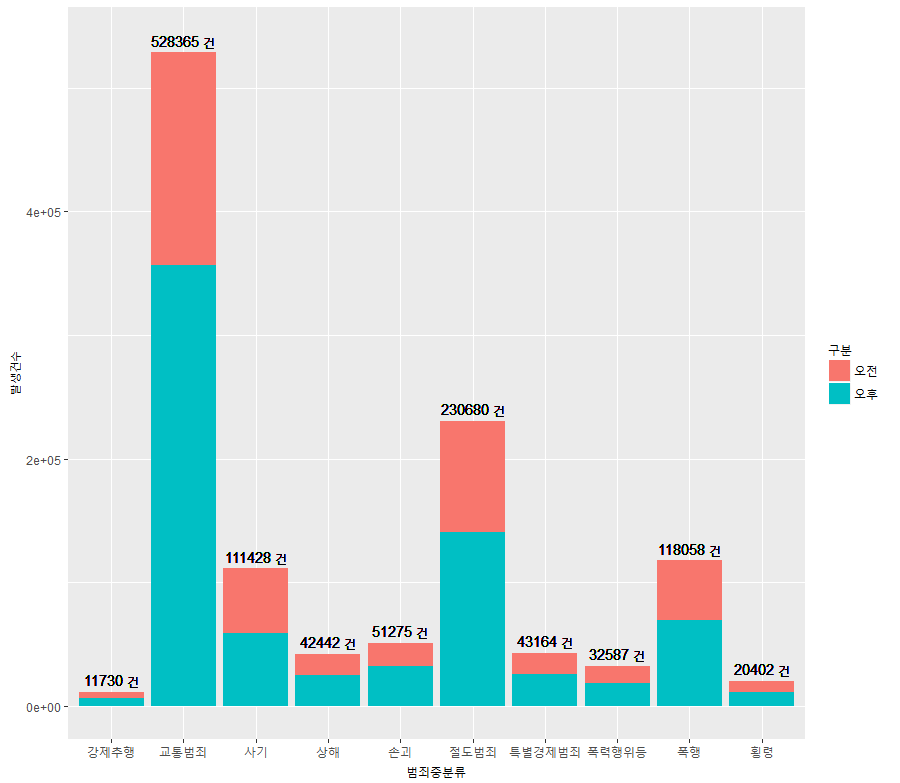 528365 건
230680 건
111428 건
118058 건
42442 건
51275 건
43164 건
32587 건
11730 건
20402 건
4e+05
2e+05
0e+00
발생건수
강제추행 교통범죄 사기 상해 손괴 절도범죄 특별경제범죄 폭력행위등 폭행 횡령
범죄중분류
구분
오전
오후